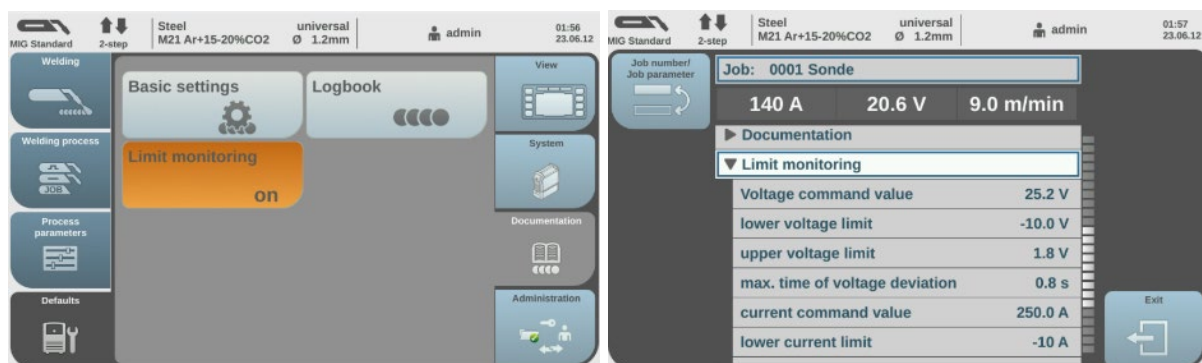 MIG Standard
2-step
Steel universal
M21 Ar+15-20%CO2 Ø 1.2mm
admin
01:56
23.06.12
Welding
Welding process
JOB
Process
parameters
Defaults
Basic settings
Logbook
Limit monitoring
on
View
System
Documentation
Administration
MIG Standard
2-step
Steel universal
M21 Ar+15-20%CO2 Ø 1.2mm
admin
01:57
23.06.12
Job number/
Job parameter
Job: 0001 Sonde
140 A 20.6 V 9.0 m/min
Documentation
Limit monitoring
Voltage command value 25.2 V
lower voltage limit -10.0 V
upper voltage limit 1.8 V
max. time of voltage deviation 0.8 s
current command value 250.0 A
lower current limit -10 A
Exit